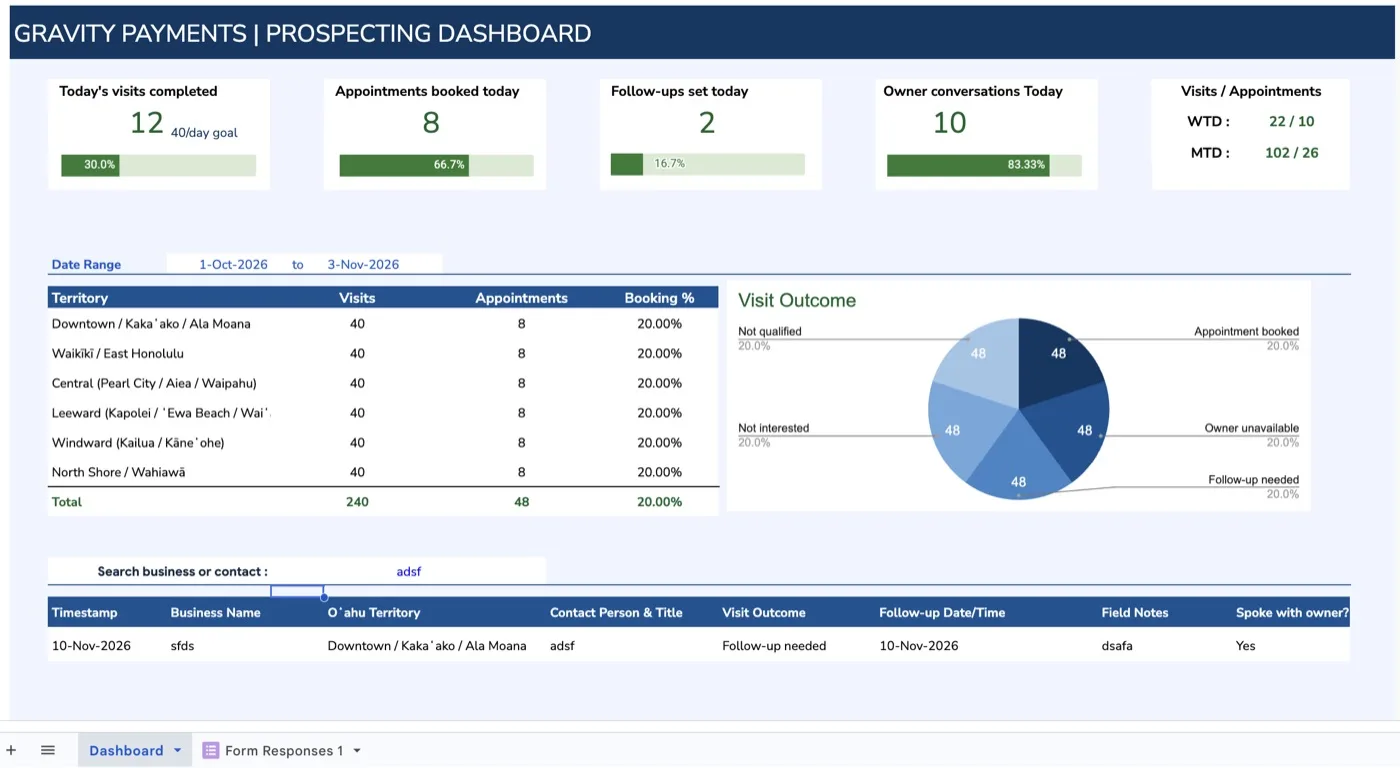 GRAVITY PAYMENTS | PROSPECTING DASHBOARD
Today's visits completed
12 40/day goal
30.0%
Appointments booked today
8
66.7%
Follow-ups set today
2
16.7%
Owner conversations Today
10
83.33%
Visits / Appointments
WTD : 22 / 10
MTD : 102 / 26
Date Range 1-Oct-2026 to 3-Nov-2026
Territory Visits Appointments Booking %
Downtown / Kakaʻako / Ala Moana 40 8 20.00%
Waikīkī / East Honolulu 40 8 20.00%
Central (Pearl City / Aiea / Waipahu) 40 8 20.00%
Leeward (Kapolei / ʻEwa Beach / Waiʻ 40 8 20.00%
Windward (Kailua / Kāneʻohe) 40 8 20.00%
North Shore / Wahiawā 40 8 20.00%
Total 240 48 20.00%
Visit Outcome
Not qualified
20.0%
Appointment booked
20.0%
48 48
Not interested
20.0%
Owner unavailable
20.0%
48 48
Follow-up needed
20.0%
48
Search business or contact : adsf
Timestamp Business Name Oʻahu Territory Contact Person & Title Visit Outcome Follow-up Date/Time Field Notes Spoke with owner?
10-Nov-2026 sfds Downtown / Kakaʻako / Ala Moana adsf Follow-up needed 10-Nov-2026 dsafa Yes
Dashboard Form Responses 1